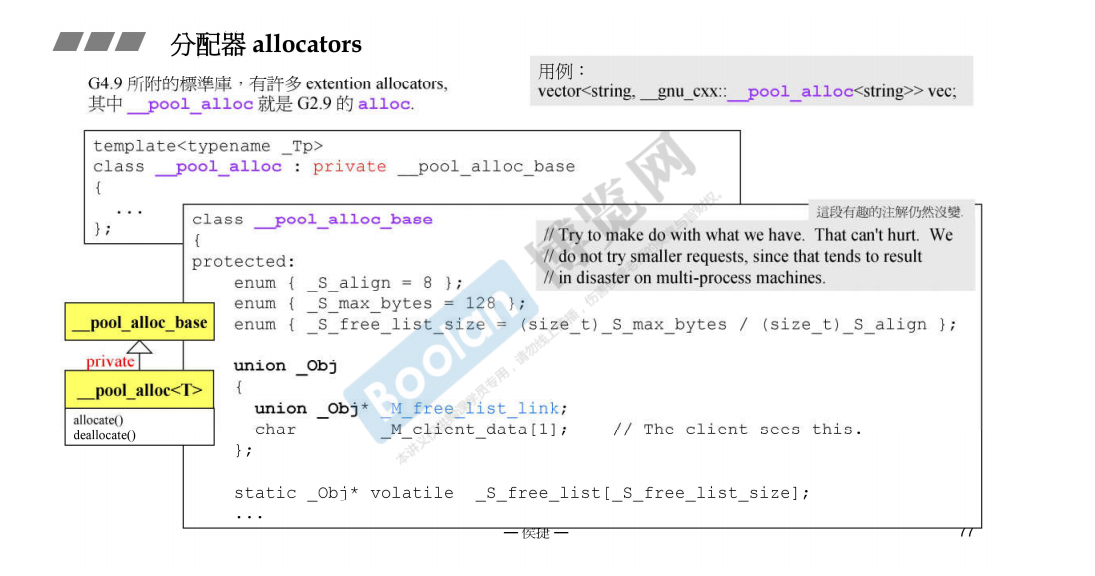 分配器 allocators
G4.9 所附的標準庫，有許多 extention allocators,
其中 __pool_alloc 就是 G2.9 的 alloc.
用例：
vector<string, __gnu_cxx::__pool_alloc<string>> vec;
template<typename _Tp>
class __pool_alloc : private __pool_alloc_base
{
...
};
class __pool_alloc_base
{
protected:
enum { _S_align = 8 };
enum { _S_max_bytes = 128 };
enum { _S_free_list_size = (size_t)_S_max_bytes / (size_t)_S_align };
union _Obj
{
union _Obj* _M_free_list_link;
char _M_client_data[1]; // The client sees this.
};
static _Obj* volatile _S_free_list[_S_free_list_size];
...
這段有趣的注解仍然沒變.
// Try to make do with what we have. That can't hurt. We
// do not try smaller requests, since that tends to result
// in disaster on multi-process machines.
__pool_alloc_base
private
__pool_alloc<T>
allocate()
deallocate()
Boolan 博览网
— 侯捷 —
77